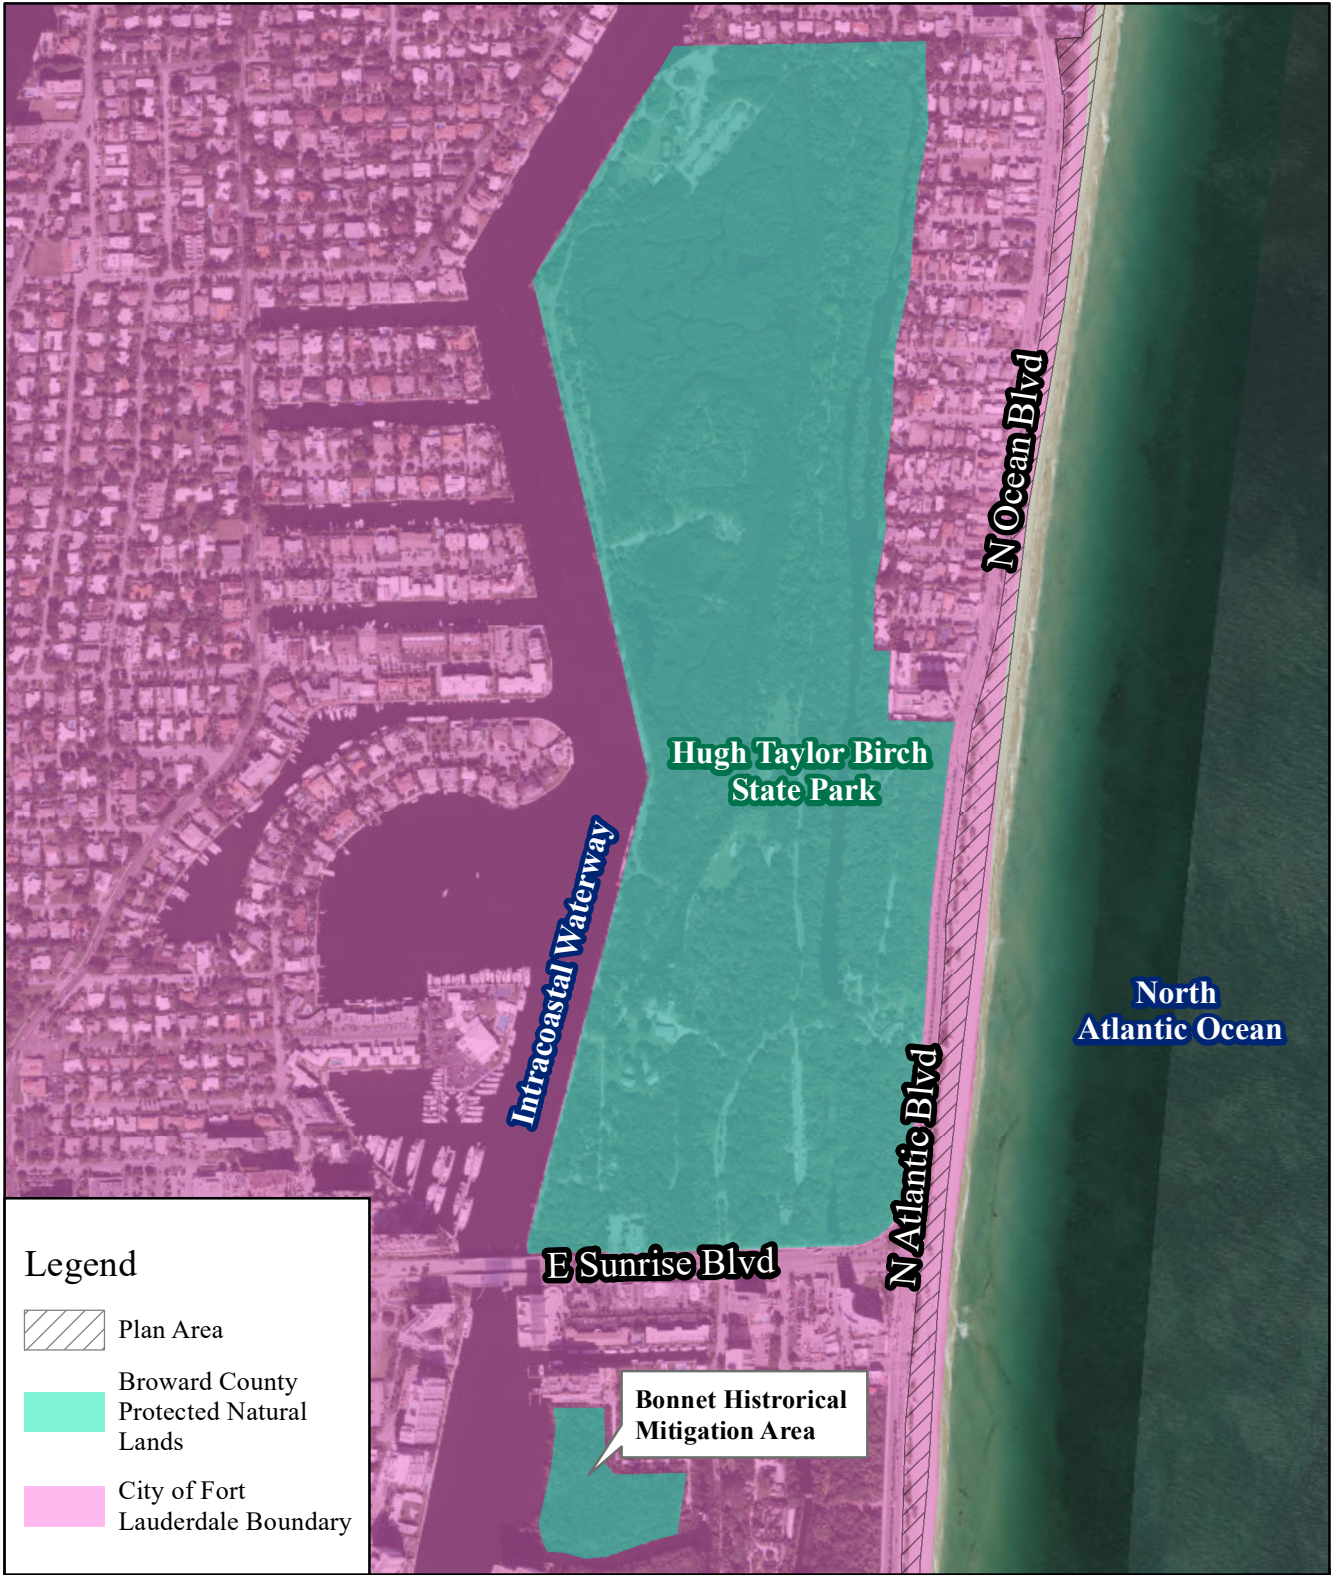 N Ocean Blvd
Hugh Taylor Birch
State Park
Intracoastal Waterway
North
Atlantic Ocean
N Atlantic Blvd
E Sunrise Blvd
Bonnet Histrorical
Mitigation Area
Legend
Plan Area
Broward County
Protected Natural
Lands
City of Fort
Lauderdale Boundary